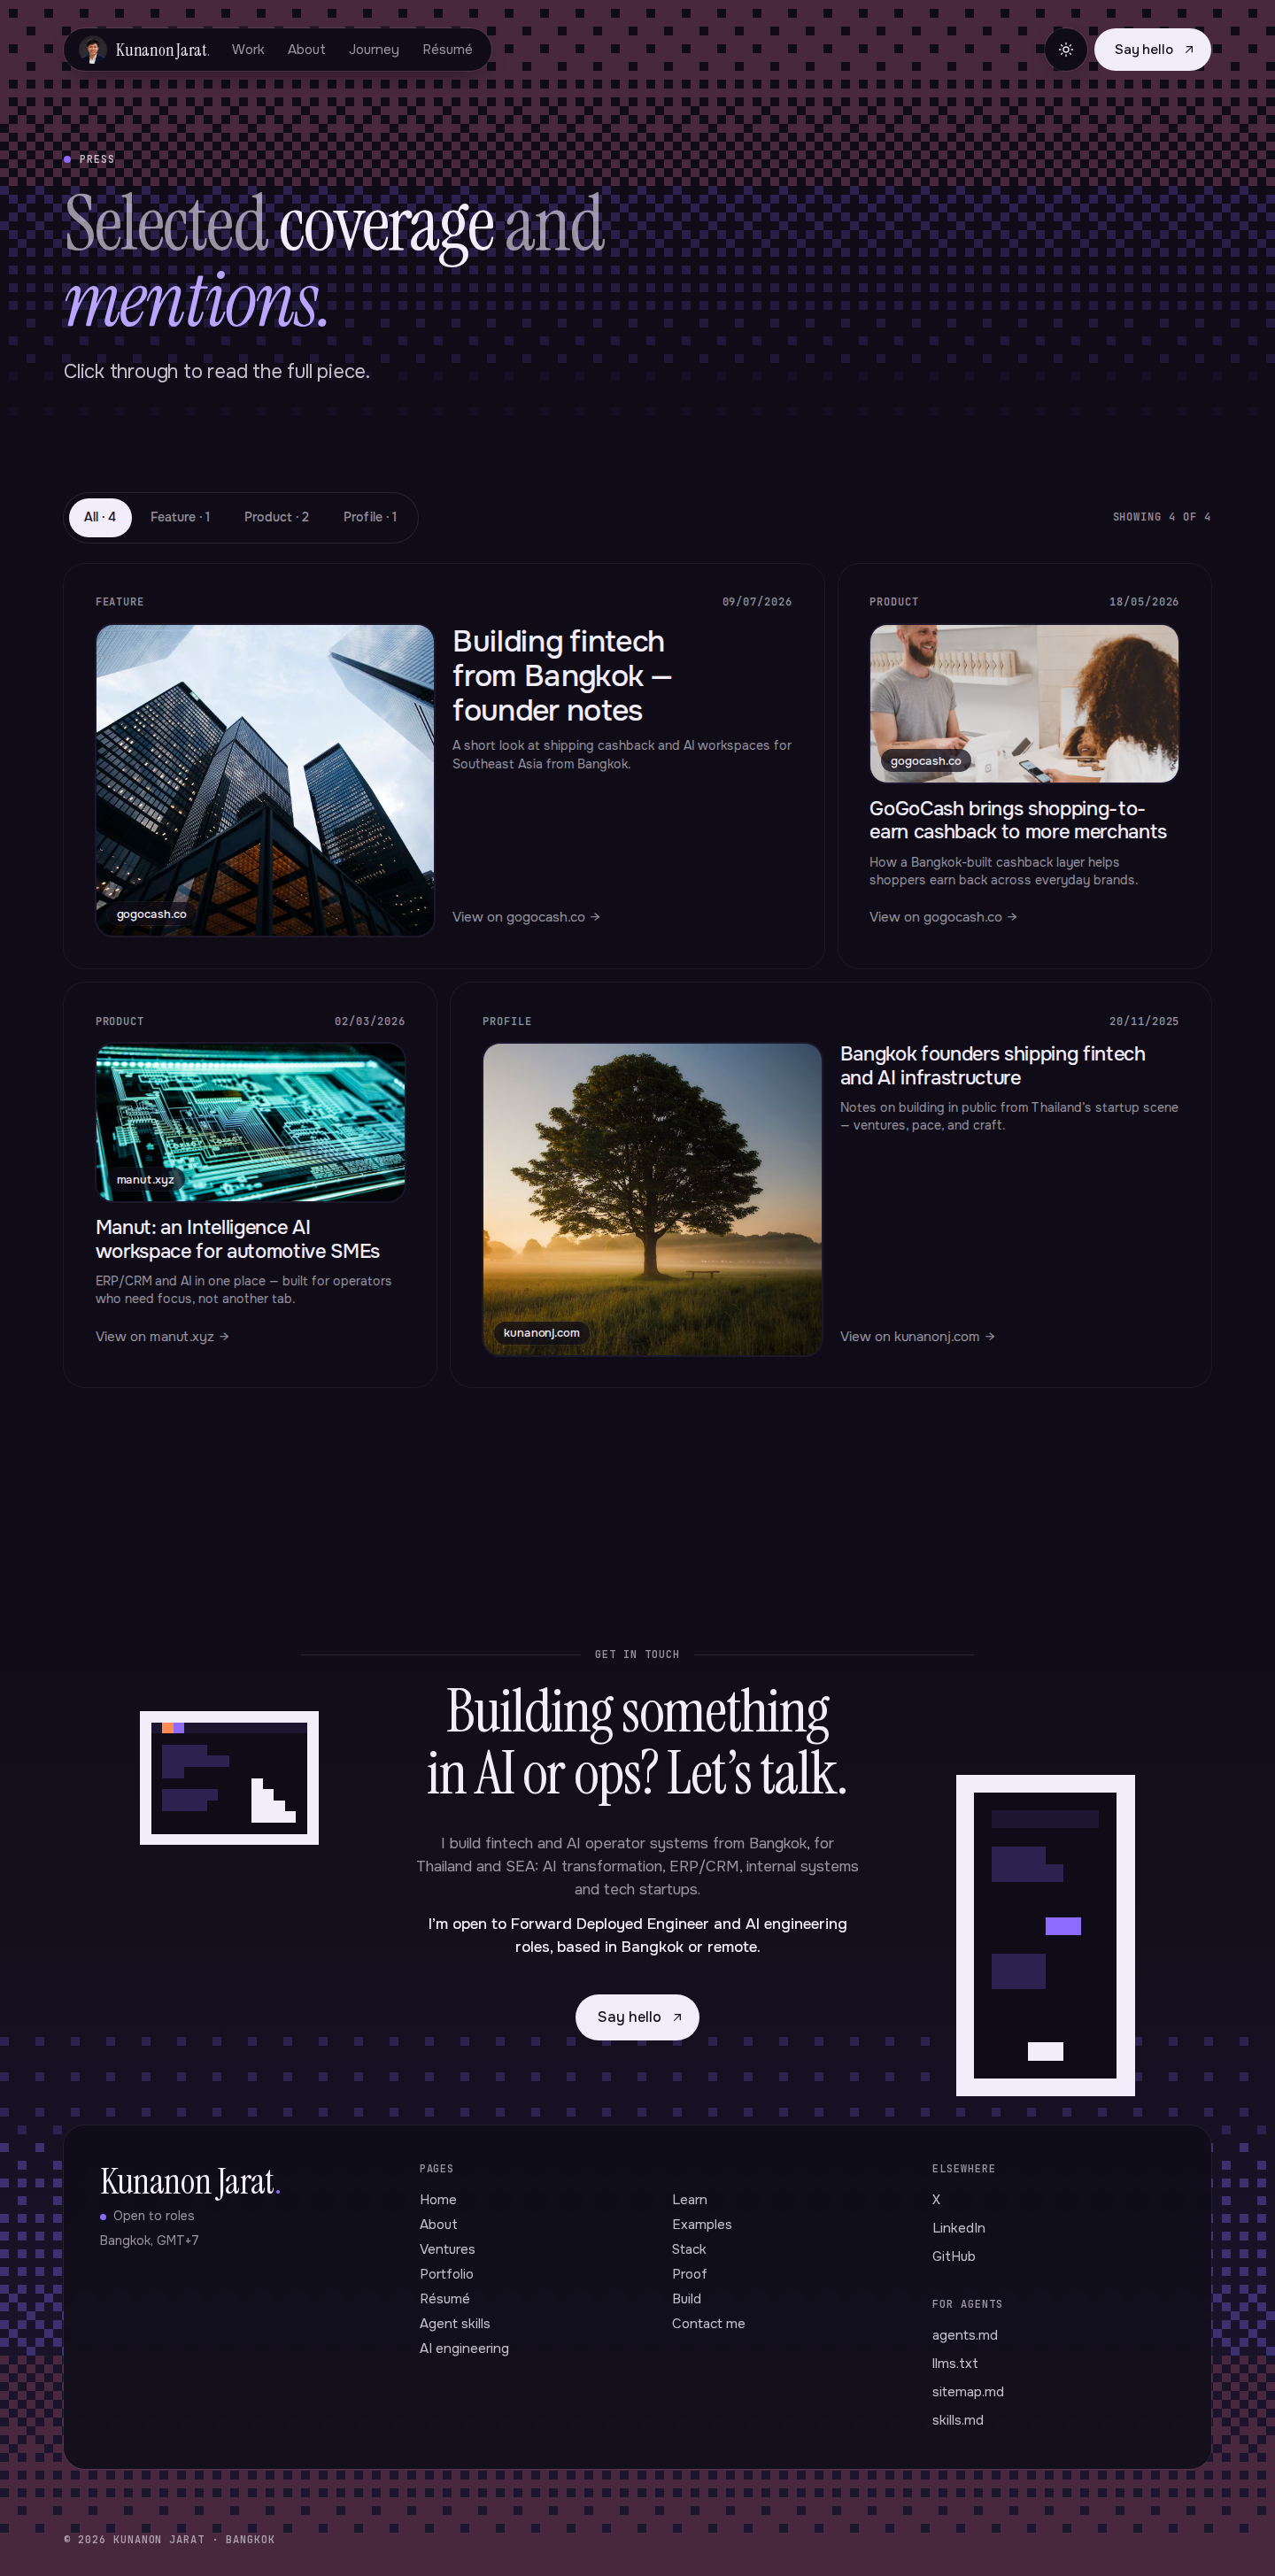 Kunanon Jarat. Work About Journey Résumé Say hello
PRESS
Selected coverage and
mentions.
Click through to read the full piece.
All · 4 Feature · 1 Product · 2 Profile · 1
SHOWING 4 OF 4
FEATURE 09/07/2026
gogocash.co
Building fintech
from Bangkok —
founder notes
A short look at shipping cashback and AI workspaces for
Southeast Asia from Bangkok.
View on gogocash.co →
PRODUCT 18/05/2026
gogocash.co
GoGoCash brings shopping-to-
earn cashback to more merchants
How a Bangkok-built cashback layer helps
shoppers earn back across everyday brands.
View on gogocash.co →
PRODUCT 02/03/2026
manut.xyz
Manut: an Intelligence AI
workspace for automotive SMEs
ERP/CRM and AI in one place — built for operators
who need focus, not another tab.
View on manut.xyz →
PROFILE 20/11/2025
kunanonj.com
Bangkok founders shipping fintech
and AI infrastructure
Notes on building in public from Thailand’s startup scene
— ventures, pace, and craft.
View on kunanonj.com →
GET IN TOUCH
Building something
in AI or ops? Let’s talk.
I build fintech and AI operator systems from Bangkok, for
Thailand and SEA: AI transformation, ERP/CRM, internal systems
and tech startups.
I’m open to Forward Deployed Engineer and AI engineering
roles, based in Bangkok or remote.
Say hello
Kunanon Jarat.
Open to roles
Bangkok, GMT+7
PAGES
Home
About
Ventures
Portfolio
Résumé
Agent skills
AI engineering
Learn
Examples
Stack
Proof
Build
Contact me
ELSEWHERE
X
LinkedIn
GitHub
FOR AGENTS
agents.md
llms.txt
sitemap.md
skills.md
© 2026 KUNANON JARAT · BANGKOK